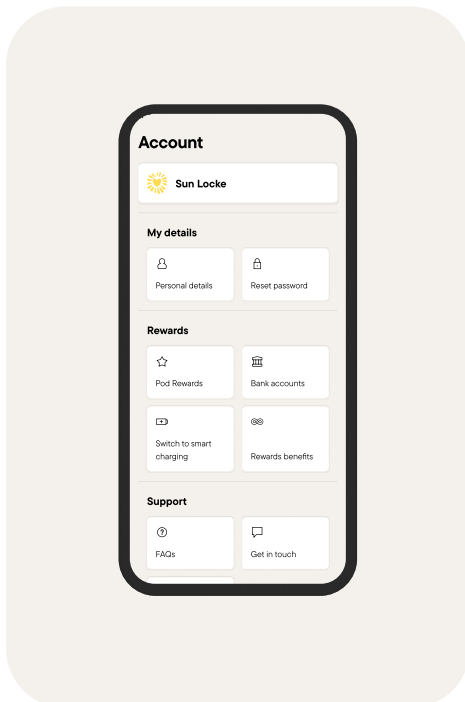 Account
Sun Locke
My details
Personal details
Reset password
Rewards
Pod Rewards
Bank accounts
Switch to smart
charging
Rewards benefits
Support
FAQs
Get in touch